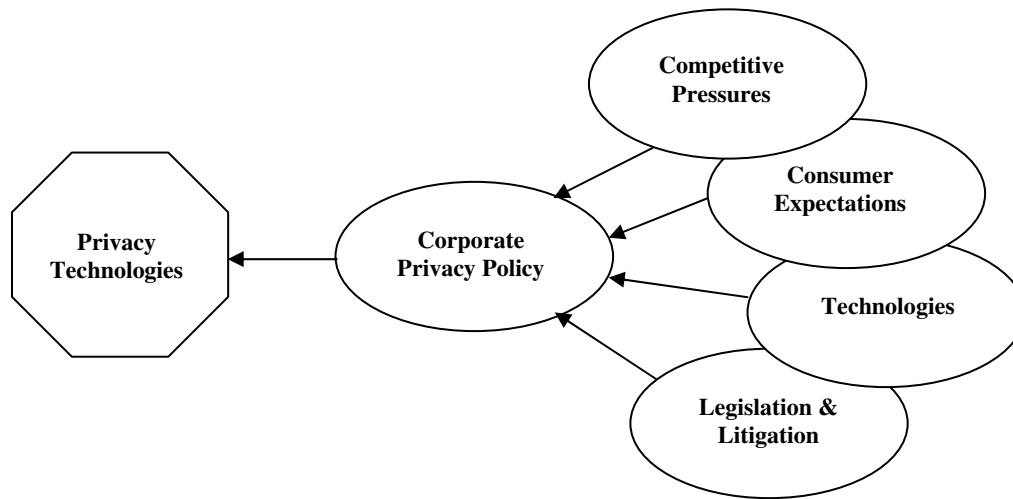 Competitive
Pressures
Consumer
Expectations
Privacy
Technologies
Corporate
Privacy Policy
Technologies
Legislation &
Litigation